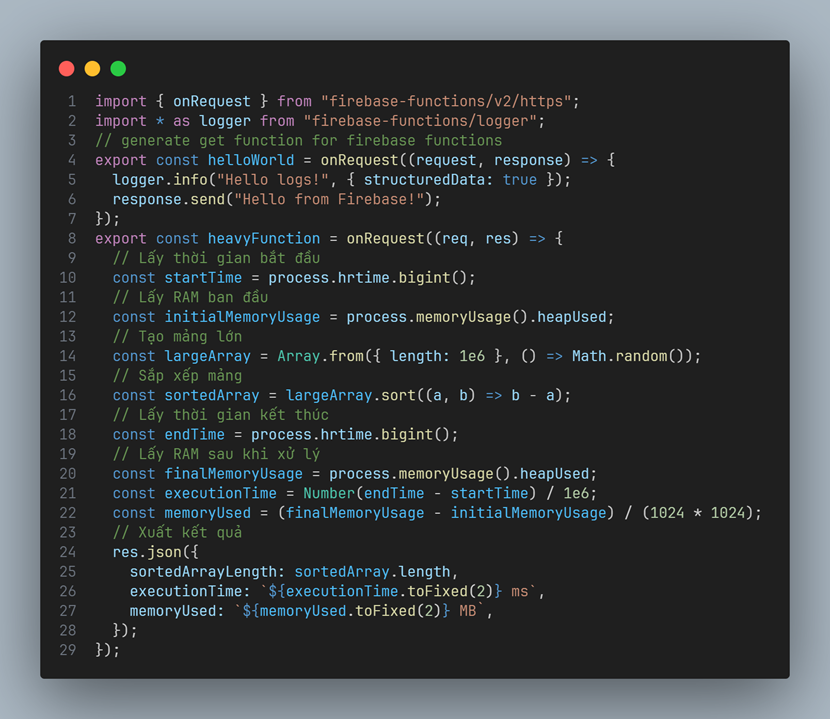 1 import { onRequest } from "firebase-functions/v2/https";
2 import * as logger from "firebase-functions/logger";
3 // generate get function for firebase functions
4 export const helloWorld = onRequest((request, response) => {
5   logger.info("Hello logs!", { structuredData: true });
6   response.send("Hello from Firebase!");
7 });
8 export const heavyFunction = onRequest((req, res) => {
9   // Lấy thời gian bắt đầu
10   const startTime = process.hrtime.bigint();
11   // Lấy RAM ban đầu
12   const initialMemoryUsage = process.memoryUsage().heapUsed;
13   // Tạo mảng lớn
14   const largeArray = Array.from({ length: 1e6 }, () => Math.random());
15   // Sắp xếp mảng
16   const sortedArray = largeArray.sort((a, b) => b - a);
17   // Lấy thời gian kết thúc
18   const endTime = process.hrtime.bigint();
19   // Lấy RAM sau khi xử lý
20   const finalMemoryUsage = process.memoryUsage().heapUsed;
21   const executionTime = Number(endTime - startTime) / 1e6;
22   const memoryUsed = (finalMemoryUsage - initialMemoryUsage) / (1024 * 1024);
23   // Xuất kết quả
24   res.json({
25     sortedArrayLength: sortedArray.length,
26     executionTime: `${executionTime.toFixed(2)} ms`,
27     memoryUsed: `${memoryUsed.toFixed(2)} MB`,
28   });
29 });